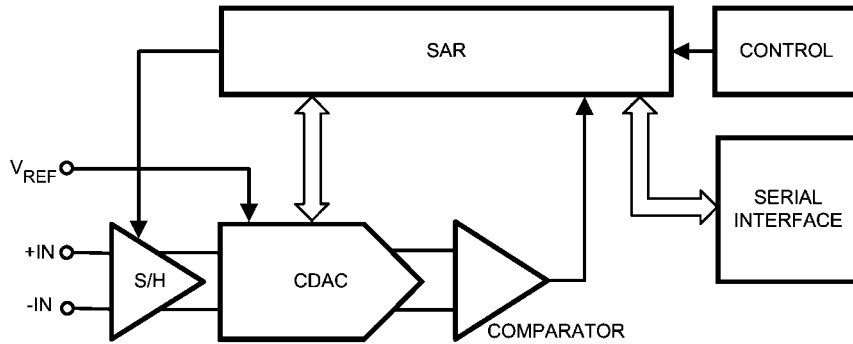 SAR
CONTROL
VREF
SERIAL
INTERFACE
+IN
S/H
CDAC
-IN
COMPARATOR